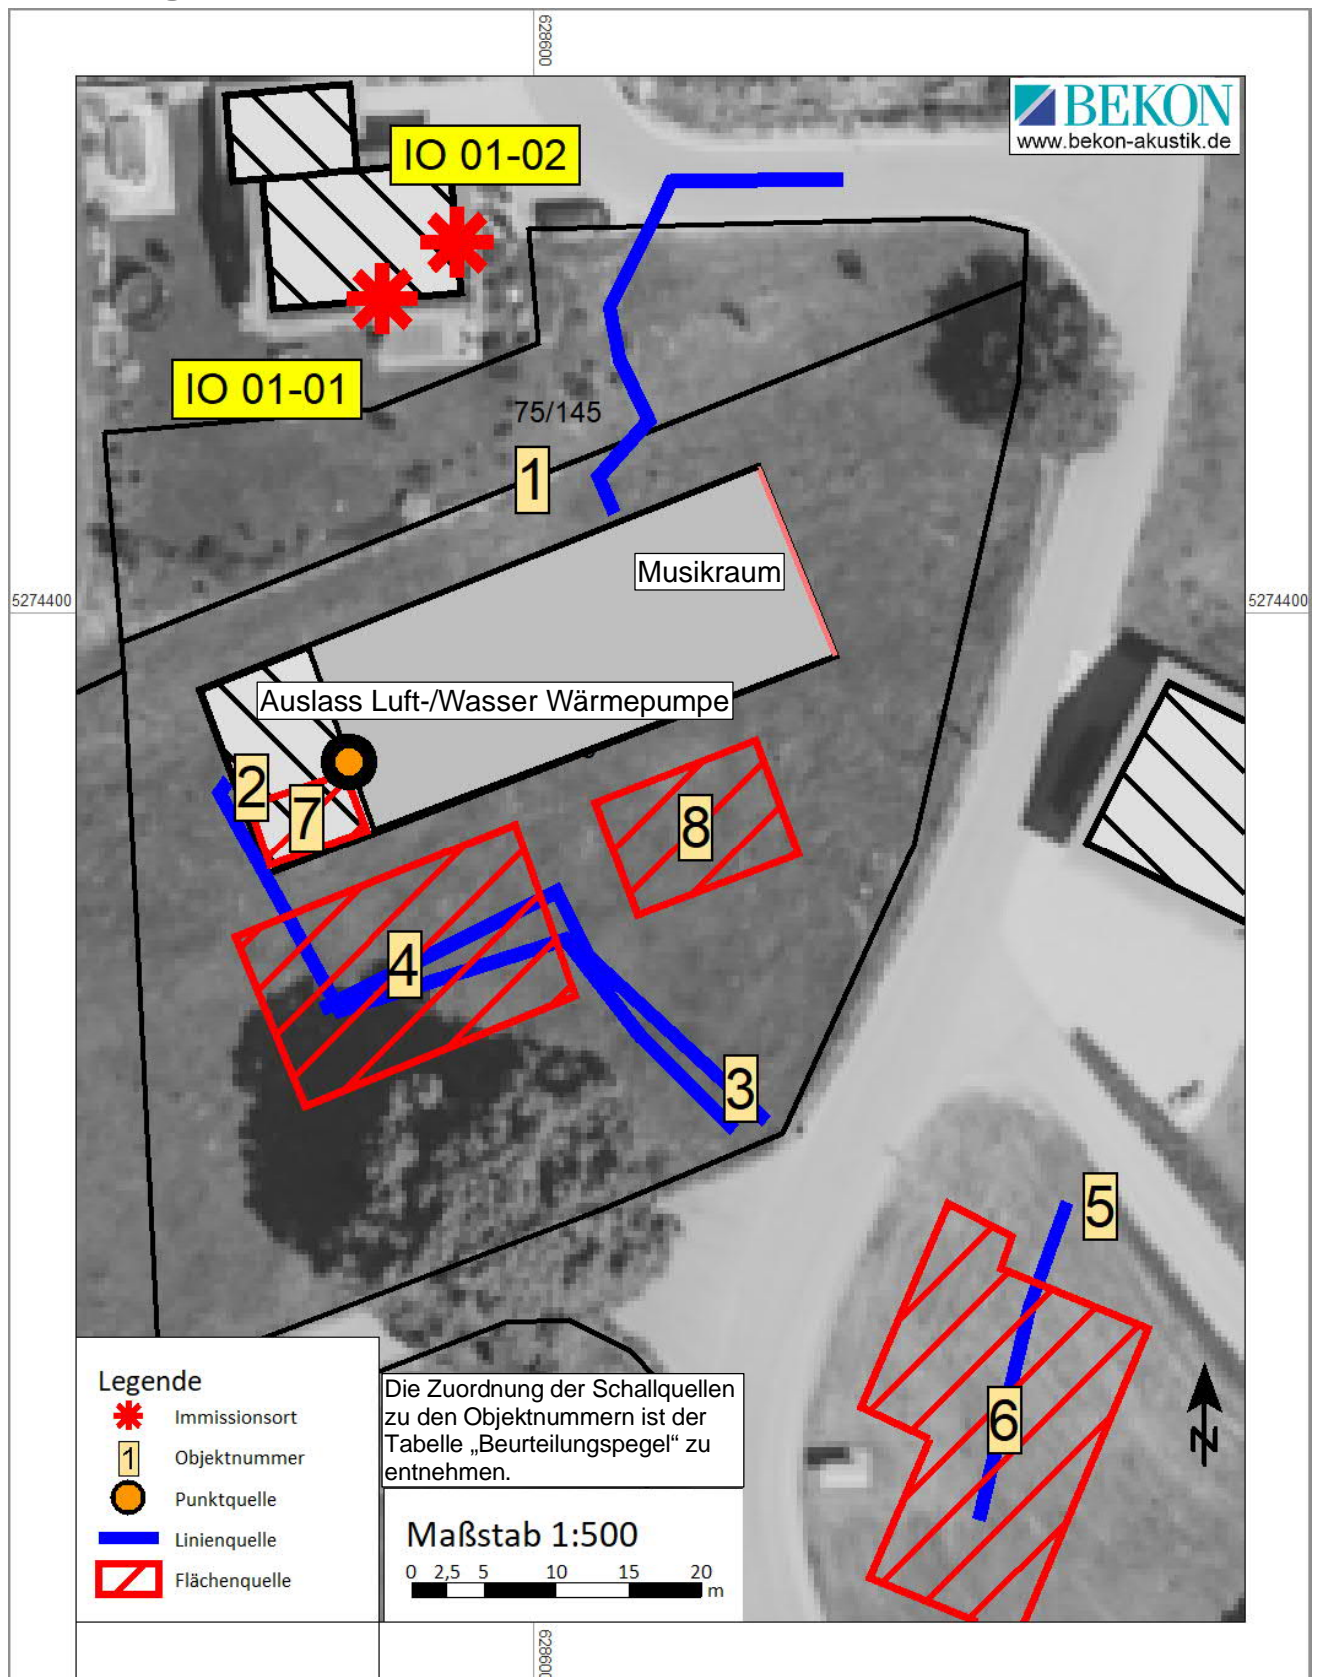 628600
BEKON
www.bekon-akustik.de
IO 01-02
IO 01-01
75/145
1
Musikraum
5274400
5274400
Auslass Luft-/Wasser Wärmepumpe
2
7
8
4
3
5
6
N
Legende
Immissionsort
1
Objektnummer
Punktquelle
Linienquelle
Flächenquelle
Die Zuordnung der Schallquellen
zu den Objektnummern ist der
Tabelle „Beurteilungspegel“ zu
entnehmen.
Maßstab 1:500
0 2,5 5 10 15 20
m
628600